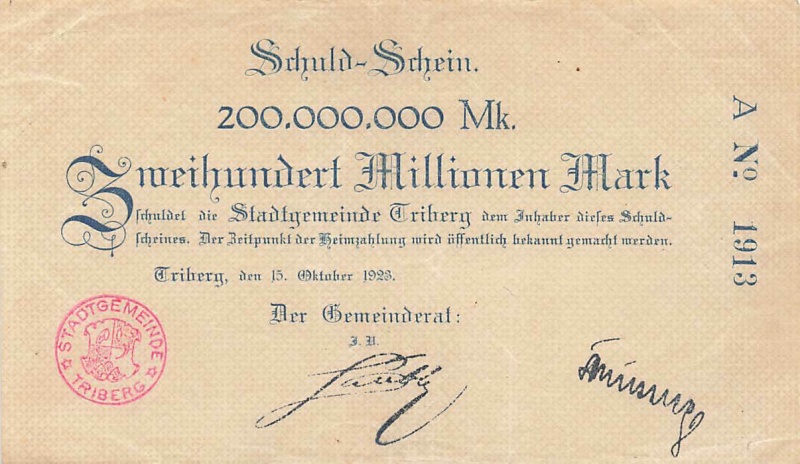 Schuld-Schein.
200.000.000 Mk.
Zweihundert Millionen Mark
schuldet die Stadtgemeinde Triberg dem Inhaber dieses Schuld-
scheines. Der Zeitpunkt der Heimzahlung wird öffentlich bekannt gemacht werden.
Triberg, den 15. Oktober 1923.
Der Gemeinderat:
J. V.
A No. 1913
STADTGEMEINDE
TRIBERG